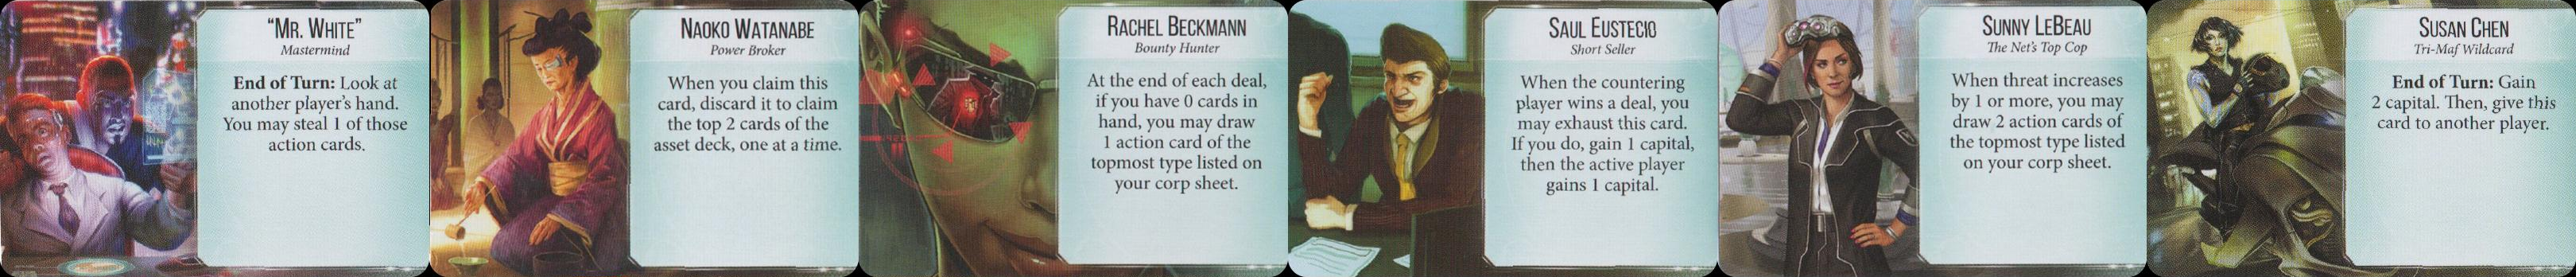 "MR. WHITE"
Mastermind
End of Turn: Look at
another player's hand.
You may steal 1 of those
action cards.
NAOKO WATANABE
Power Broker
When you claim this
card, discard it to claim
the top 2 cards of the
asset deck, one at a time.
RACHEL BECKMANN
Bounty Hunter
At the end of each deal,
if you have 0 cards in
hand, you may draw
1 action card of the
topmost type listed on
your corp sheet.
SAUL EUSTECIO
Short Seller
When the countering
player wins a deal, you
may exhaust this card.
If you do, gain 1 capital,
then the active player
gains 1 capital.
SUNNY LEBEAU
The Net's Top Cop
When threat increases
by 1 or more, you may
draw 2 action cards of
the topmost type listed
on your corp sheet.
SUSAN CHEN
Tri-Maf Wildcard
End of Turn: Gain
2 capital. Then, give this
card to another player.